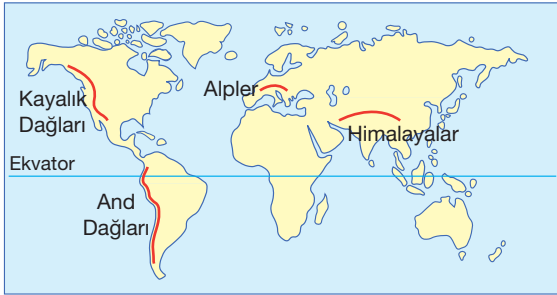 Kayalık
Dağları
Alpler
Himalayalar
Ekvator
And
Dağları